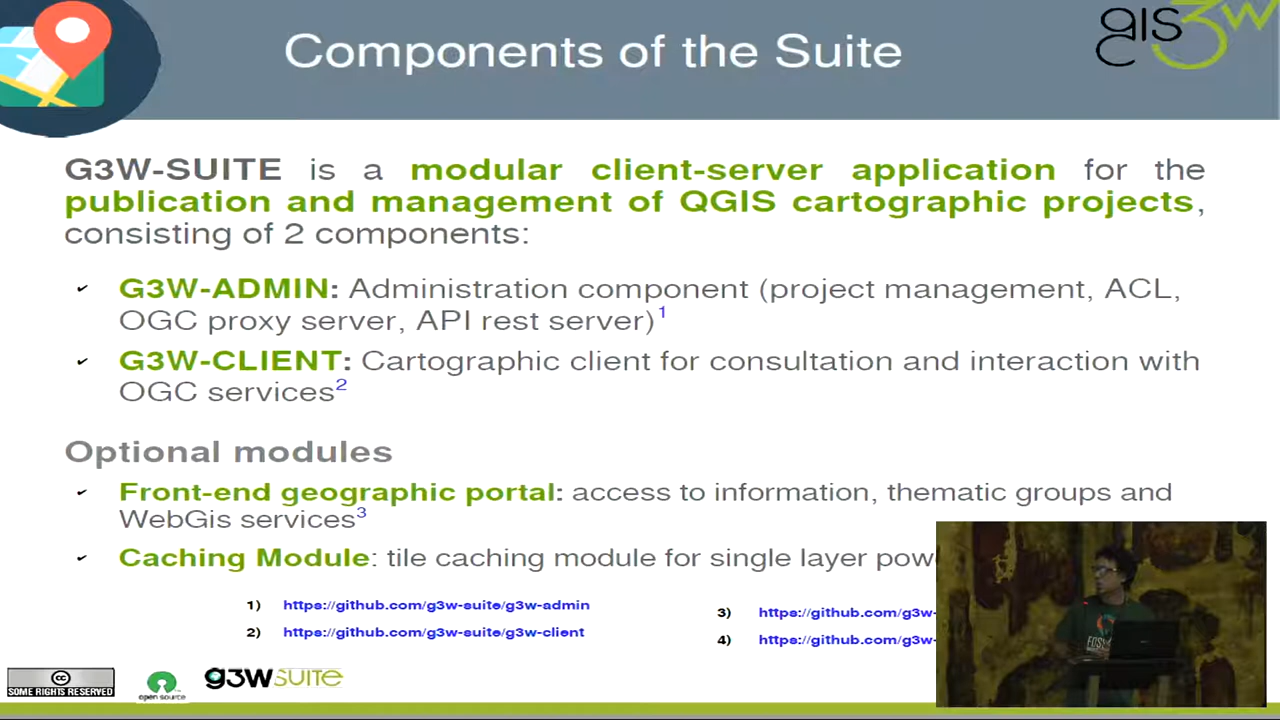 Components of the Suite
gis3w
G3W-SUITE is a modular client-server application for the
publication and management of QGIS cartographic projects,
consisting of 2 components:
✓ G3W-ADMIN: Administration component (project management, ACL,
OGC proxy server, API rest server)1
✓ G3W-CLIENT: Cartographic client for consultation and interaction with
OGC services2
Optional modules
✓ Front-end geographic portal: access to information, thematic groups and
WebGis services3
✓ Caching Module: tile caching module for single layer pow
1) https://github.com/g3w-suite/g3w-admin
2) https://github.com/g3w-suite/g3w-client
3) https://github.com/g3w-
4) https://github.com/g3w-
cc
SOME RIGHTS RESERVED
open source
g3wSUITE